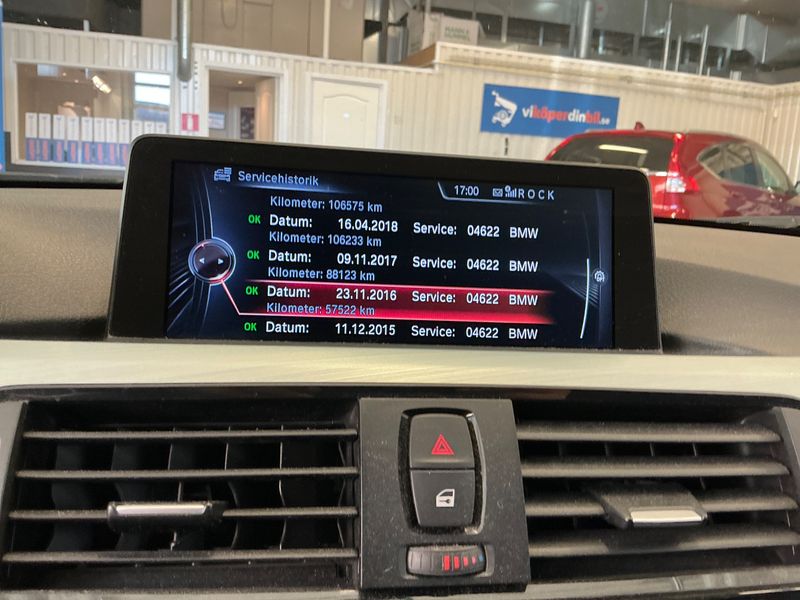 viköperdinbil.se
Servicehistorik
17:00 ROCK
Kilometer: 106575 km
OK Datum: 16.04.2018 Service: 04622 BMW
Kilometer: 106233 km
OK Datum: 09.11.2017 Service: 04622 BMW
Kilometer: 88123 km
OK Datum: 23.11.2016 Service: 04622 BMW
Kilometer: 57522 km
OK Datum: 11.12.2015 Service: 04622 BMW